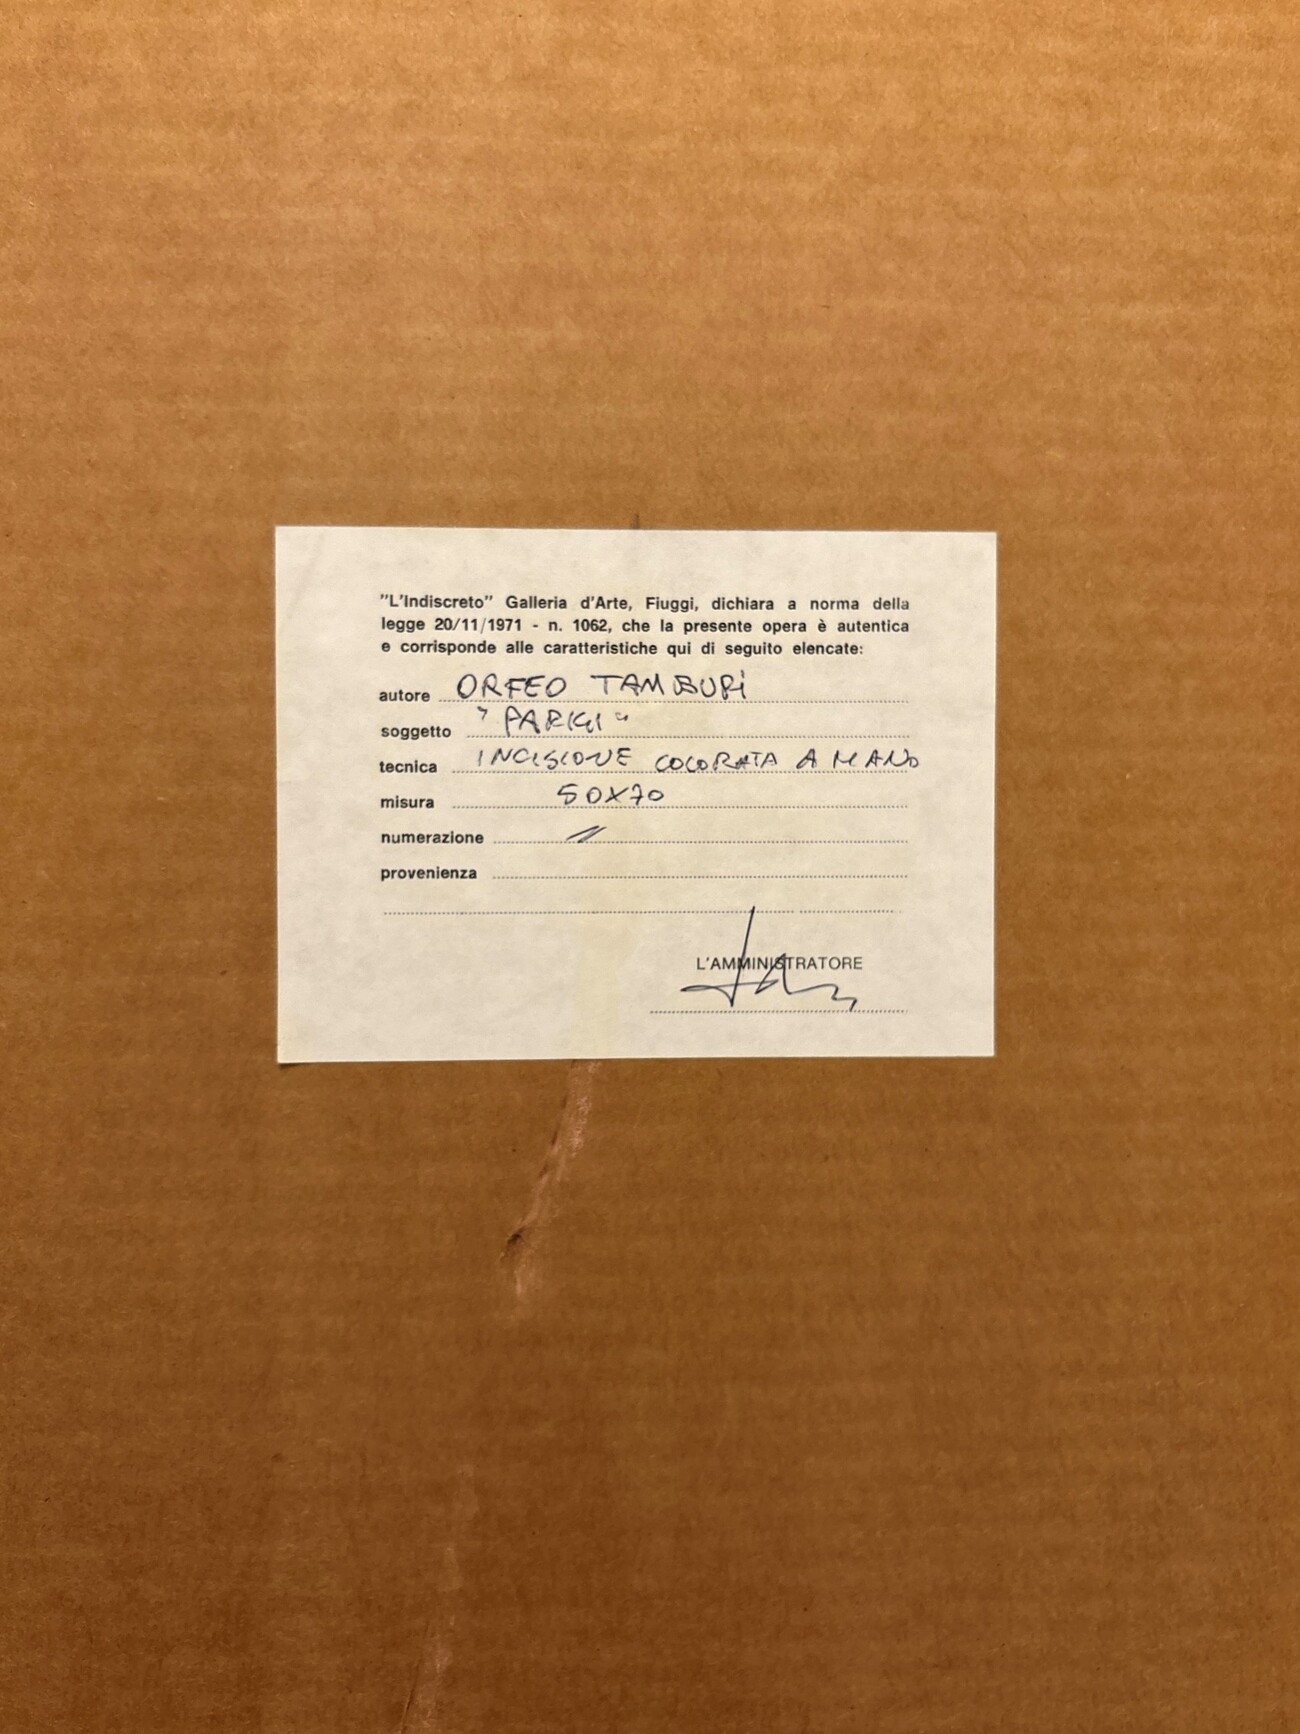 "L'Indiscreto" Galleria d'Arte, Fiuggi, dichiara a norma della
legge 20/11/1971 - n. 1062, che la presente opera è autentica
e corrisponde alle caratteristiche qui di seguito elencate:
autore ORFEO TAMBURI
soggetto "PARIGI"
tecnica INCISIONE COLORATA A MANO
misura 50X70
numerazione //
provenienza
L'AMMINISTRATORE